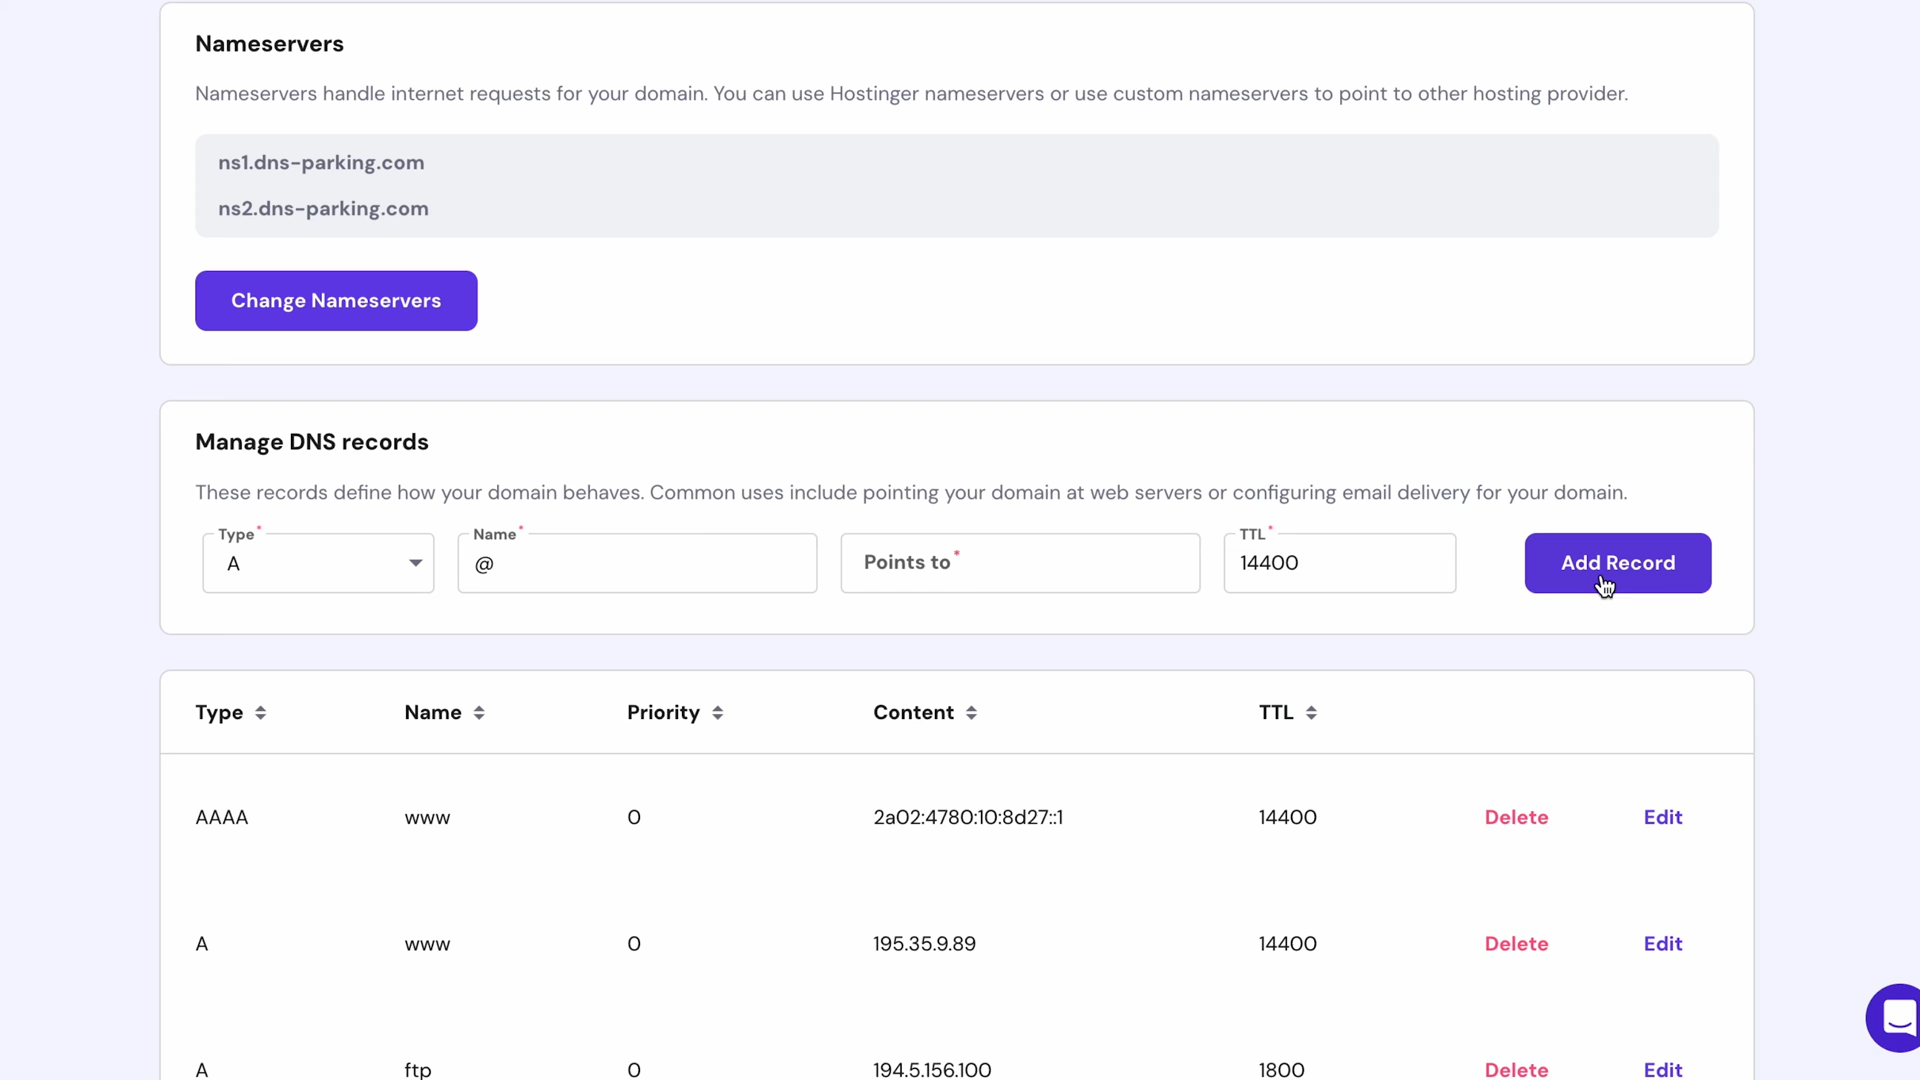 Nameservers
Nameservers handle internet requests for your domain. You can use Hostinger nameservers or use custom nameservers to point to other hosting provider.
ns1.dns-parking.com
ns2.dns-parking.com
Change Nameservers
Manage DNS records
These records define how your domain behaves. Common uses include pointing your domain at web servers or configuring email delivery for your domain.
Type* Name* TTL*
A @ Points to* 14400 Add Record
Type Name Priority Content TTL
AAAA www 0 2a02:4780:10:8d27::1 14400 Delete Edit
A www 0 195.35.9.89 14400 Delete Edit
A ftp 0 194.5.156.100 1800 Delete Edit